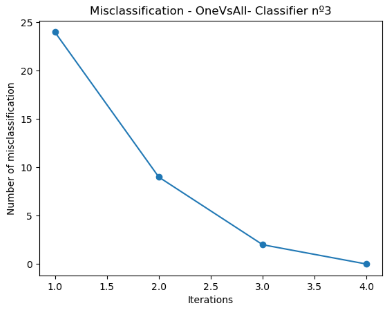 Misclassification - OneVsAll- Classifier nº3
Number of misclassification
25
20
15
10
5
0
1.0 1.5 2.0 2.5 3.0 3.5 4.0
Iterations